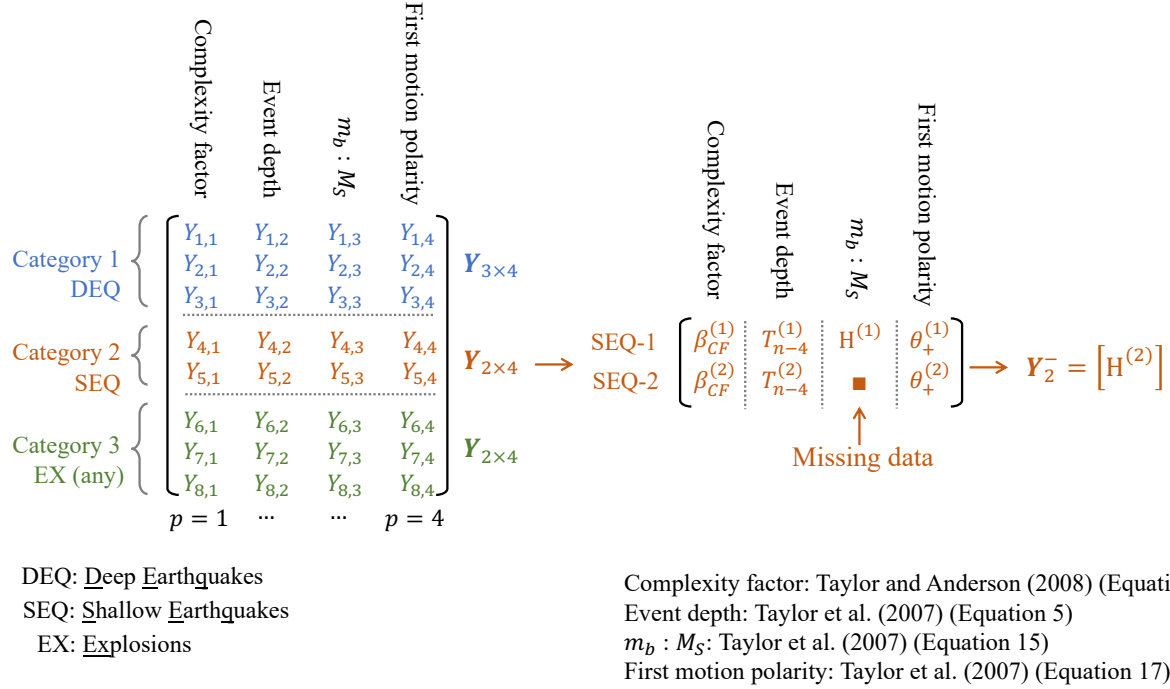 Complexity factor
Event depth
m_b : M_S
First motion polarity
Category 1
DEQ
Y_{1,1} Y_{1,2} Y_{1,3} Y_{1,4}
Y_{2,1} Y_{2,2} Y_{2,3} Y_{2,4}
Y_{3,1} Y_{3,2} Y_{3,3} Y_{3,4}
Y_{3×4}
Category 2
SEQ
Y_{4,1} Y_{4,2} Y_{4,3} Y_{4,4}
Y_{5,1} Y_{5,2} Y_{5,3} Y_{5,4}
Y_{2×4}
Category 3
EX (any)
Y_{6,1} Y_{6,2} Y_{6,3} Y_{6,4}
Y_{7,1} Y_{7,2} Y_{7,3} Y_{7,4}
Y_{8,1} Y_{8,2} Y_{8,3} Y_{8,4}
Y_{2×4}
p = 1 ... ... p = 4
Complexity factor
Event depth
m_b : M_S
First motion polarity
SEQ-1 β_{CF}^{(1)} T_{n-4}^{(1)} H^{(1)} θ_+^{(1)}
SEQ-2 β_{CF}^{(2)} T_{n-4}^{(2)} ■ θ_+^{(2)}
Y_2^- = [H^{(2)}]
Missing data
DEQ: Deep Earthquakes
SEQ: Shallow Earthquakes
EX: Explosions
Complexity factor: Taylor and Anderson (2008) (Equati
Event depth: Taylor et al. (2007) (Equation 5)
m_b : M_S: Taylor et al. (2007) (Equation 15)
First motion polarity: Taylor et al. (2007) (Equation 17)